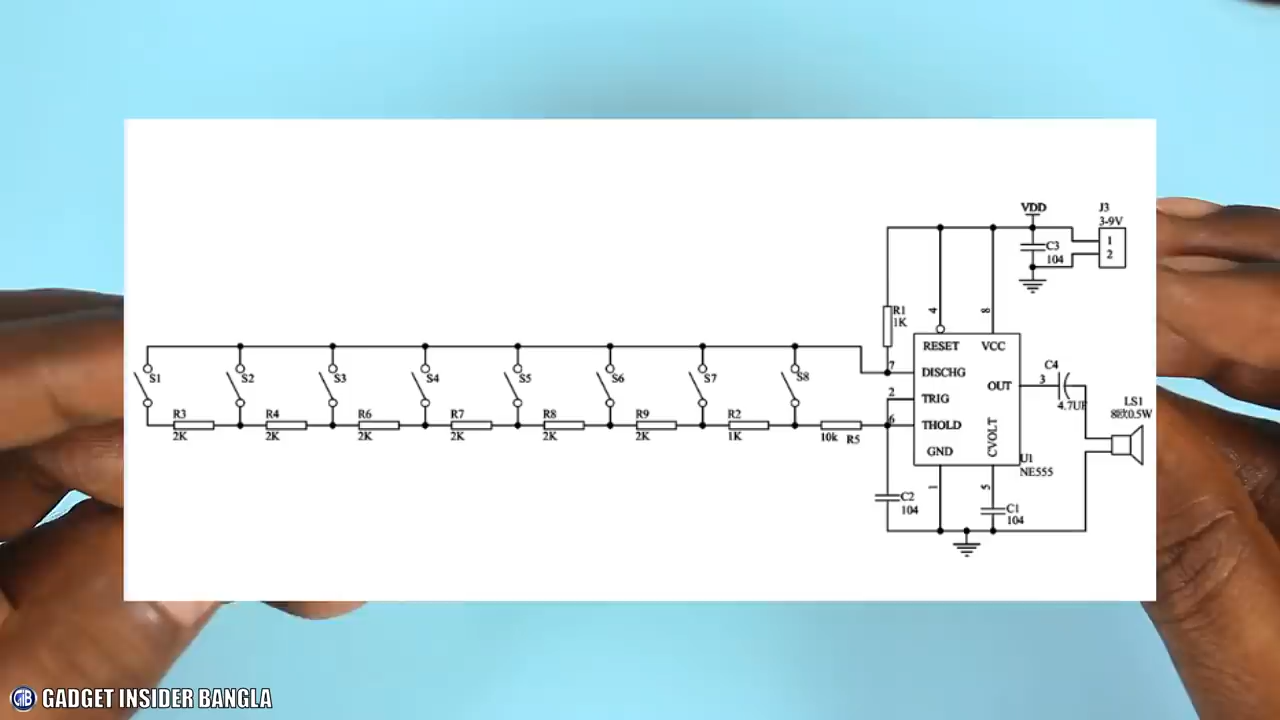 VDD
J3
3-9V
1
2
C3
104
R1
1K
4
8
7
2
6
RESET
VCC
DISCHG
TRIG
THOLD
GND
OUT
CVOLT
3
1
5
U1
NE555
C4
4.7UF
LS1
C2
104
C1
104
S1
S2
S3
S4
S5
S6
S7
S8
R3
2K
R4
2K
R6
2K
R7
2K
R8
2K
R9
2K
R2
1K
10k
R5
GIB
GADGET INSIDER BANGLA